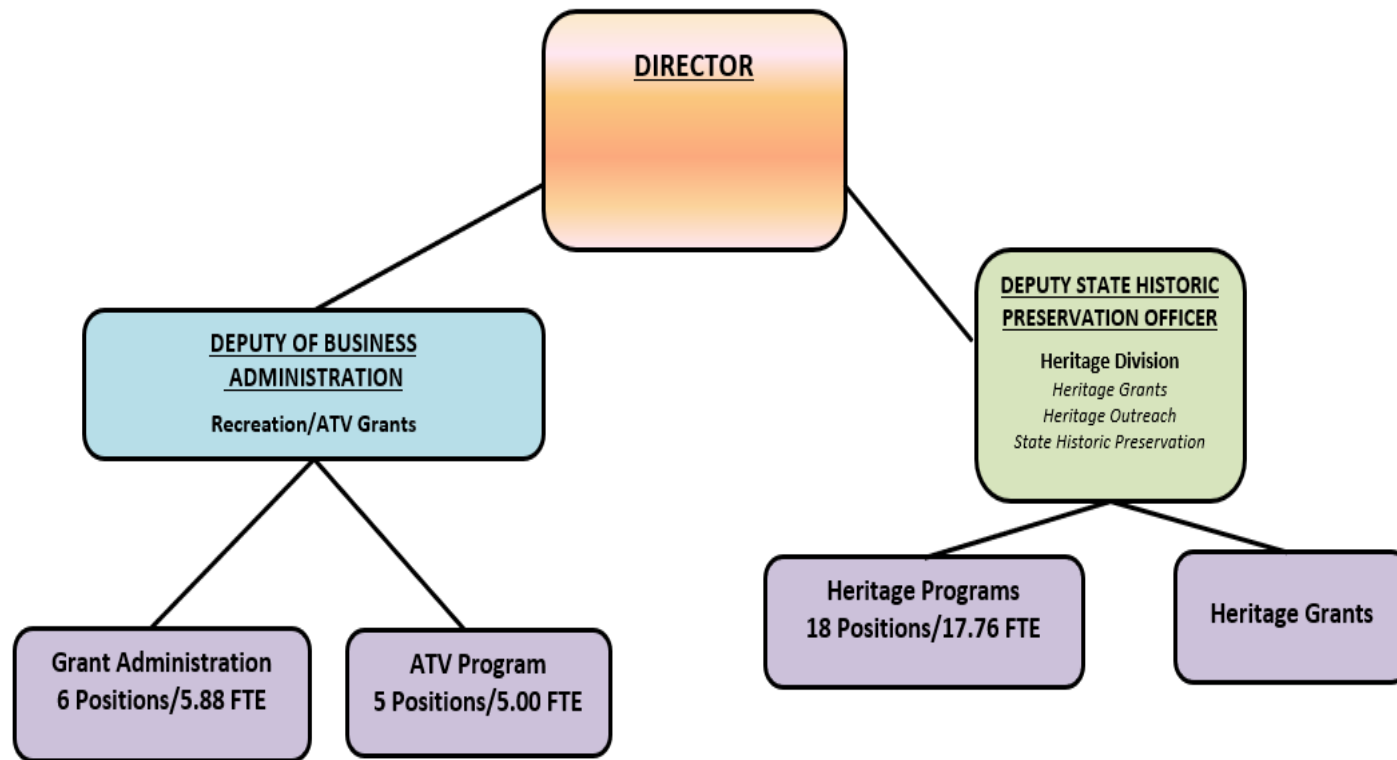 DIRECTOR
DEPUTY OF BUSINESS
ADMINISTRATION
Recreation/ATV Grants
DEPUTY STATE HISTORIC
PRESERVATION OFFICER
Heritage Division
Heritage Grants
Heritage Outreach
State Historic Preservation
Grant Administration
6 Positions/5.88 FTE
ATV Program
5 Positions/5.00 FTE
Heritage Programs
18 Positions/17.76 FTE
Heritage Grants